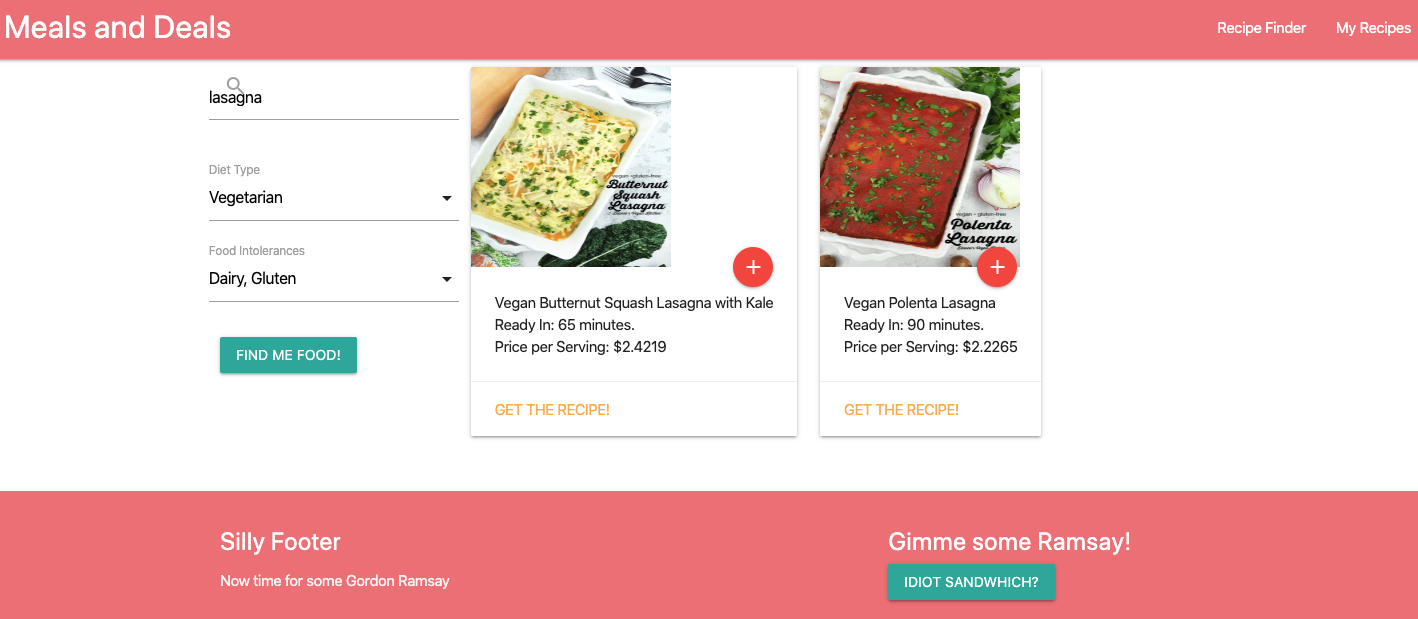 Meals and Deals
Recipe Finder
My Recipes
lasagna
Diet Type
Vegetarian
Food Intolerances
Dairy, Gluten
FIND ME FOOD!
vegan • gluten-free
Butternut
Squash
Lasagna
Vegan Butternut Squash Lasagna with Kale
Ready In: 65 minutes.
Price per Serving: $2.4219
GET THE RECIPE!
vegan • gluten-free
Polenta
Lasagna
Vegan Polenta Lasagna
Ready In: 90 minutes.
Price per Serving: $2.2265
GET THE RECIPE!
Silly Footer
Now time for some Gordon Ramsay
Gimme some Ramsay!
IDIOT SANDWHICH?